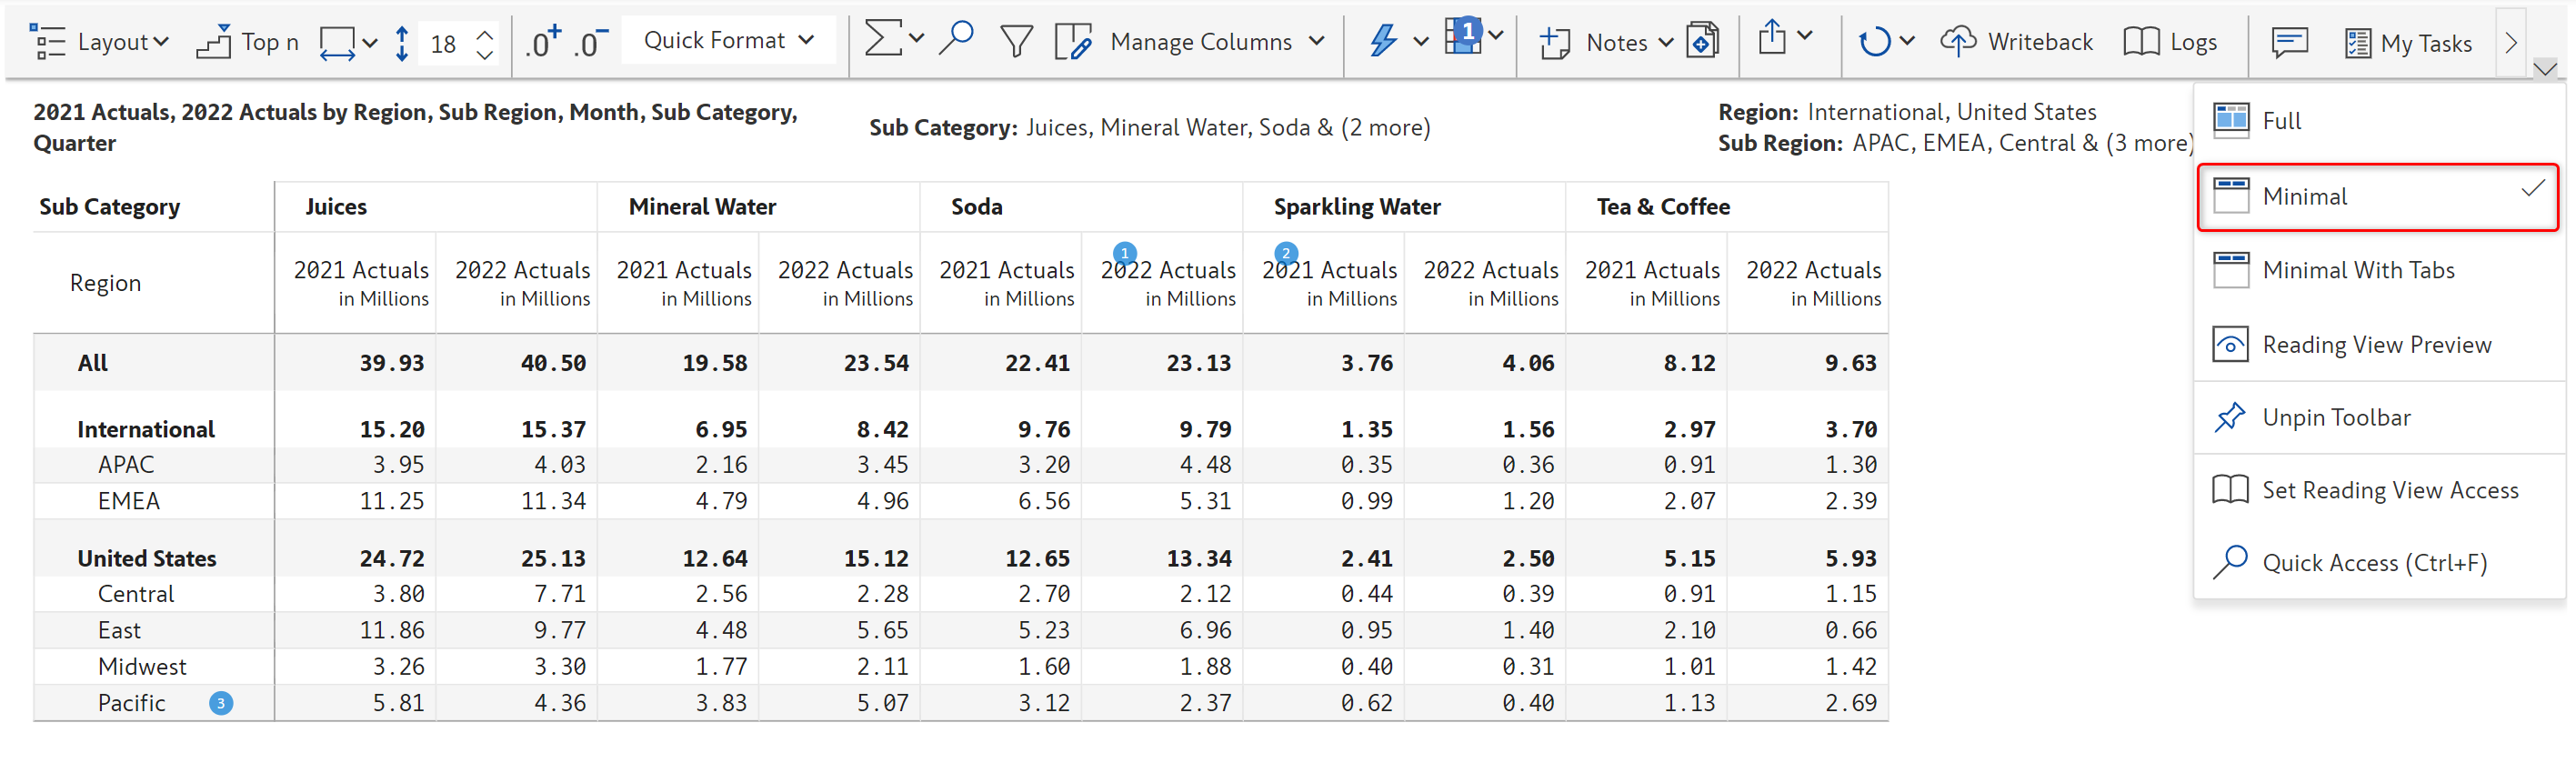 Layout Top n 18 .0+ .0- Quick Format Manage Columns 1 Notes Writeback Logs My Tasks
2021 Actuals, 2022 Actuals by Region, Sub Region, Month, Sub Category,
Quarter
Sub Category: Juices, Mineral Water, Soda & (2 more)
Region: International, United States
Sub Region: APAC, EMEA, Central & (3 more)
Full
Minimal
Minimal With Tabs
Reading View Preview
Unpin Toolbar
Set Reading View Access
Quick Access (Ctrl+F)
Sub Category Juices Mineral Water Soda Sparkling Water Tea & Coffee
1 2
Region 2021 Actuals 2022 Actuals 2021 Actuals 2022 Actuals 2021 Actuals 2022 Actuals 2021 Actuals 2022 Actuals 2021 Actuals 2022 Actuals
in Millions in Millions in Millions in Millions in Millions in Millions in Millions in Millions in Millions in Millions
All 39.93 40.50 19.58 23.54 22.41 23.13 3.76 4.06 8.12 9.63
International 15.20 15.37 6.95 8.42 9.76 9.79 1.35 1.56 2.97 3.70
APAC 3.95 4.03 2.16 3.45 3.20 4.48 0.35 0.36 0.91 1.30
EMEA 11.25 11.34 4.79 4.96 6.56 5.31 0.99 1.20 2.07 2.39
United States 24.72 25.13 12.64 15.12 12.65 13.34 2.41 2.50 5.15 5.93
Central 3.80 7.71 2.56 2.28 2.70 2.12 0.44 0.39 0.91 1.15
East 11.86 9.77 4.48 5.65 5.23 6.96 0.95 1.40 2.10 0.66
Midwest 3.26 3.30 1.77 2.11 1.60 1.88 0.40 0.31 1.01 1.42
Pacific 3 5.81 4.36 3.83 5.07 3.12 2.37 0.62 0.40 1.13 2.69